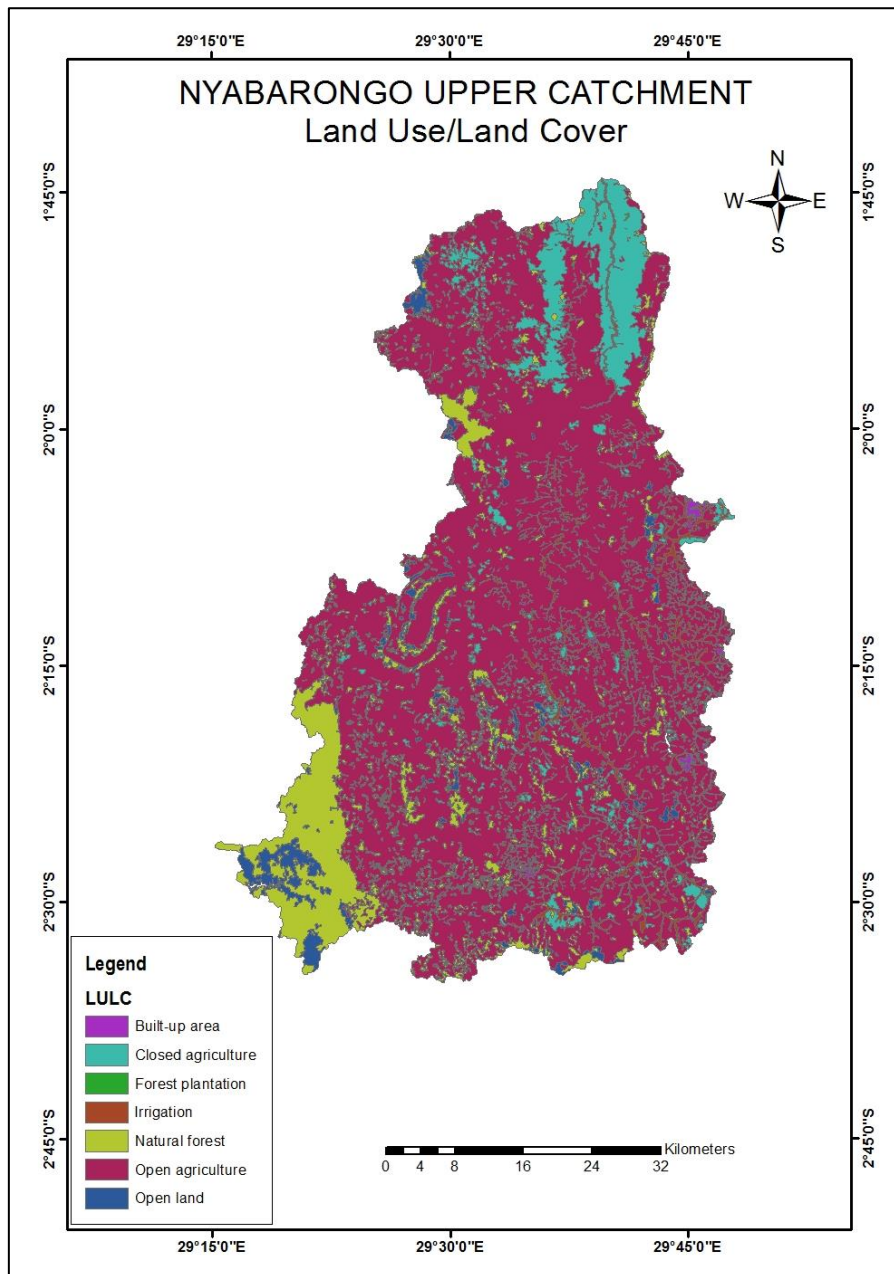 29°15'0"E 29°30'0"E 29°45'0"E
NYABARONGO UPPER CATCHMENT
Land Use/Land Cover
N
W E
S
1°45'0"S 1°45'0"S
2°0'0"S 2°0'0"S
2°15'0"S 2°15'0"S
2°30'0"S 2°30'0"S
Legend
LULC
Built-up area
Closed agriculture
Forest plantation
Irrigation
Natural forest
Open agriculture
Open land
2°45'0"S 2°45'0"S
Kilometers
0 4 8 16 24 32
29°15'0"E 29°30'0"E 29°45'0"E